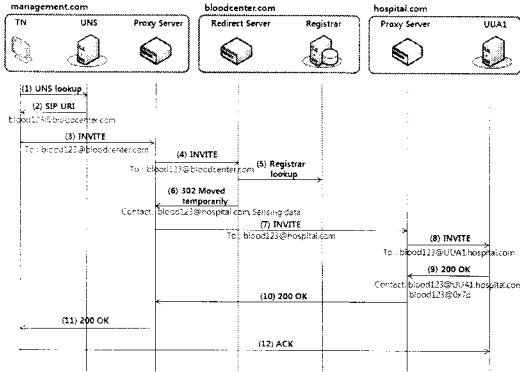 management.com
bloodcenter.com
hospital.com
TN
UNS
Proxy Server
Redirect Server
Registrar
Proxy Server
UUA1
(1) UNS lookup
(2) SIP URI
blood123@bloodcenter.com
(3) INVITE
To : blood123@bloodcenter.com
(4) INVITE
To : blood123@bloodcenter.com
(5) Registrar
lookup
(6) 302 Moved
temporarily
Contact: blood123@hospital.com, Sensing data
(7) INVITE
To : blood123@hospital.com
(8) INVITE
To : blood123@UUA1.hospital.com
(9) 200 OK
Contact: blood123@UUA1.hospital.com
blood123@0x7d
(10) 200 OK
(11) 200 OK
(12) ACK